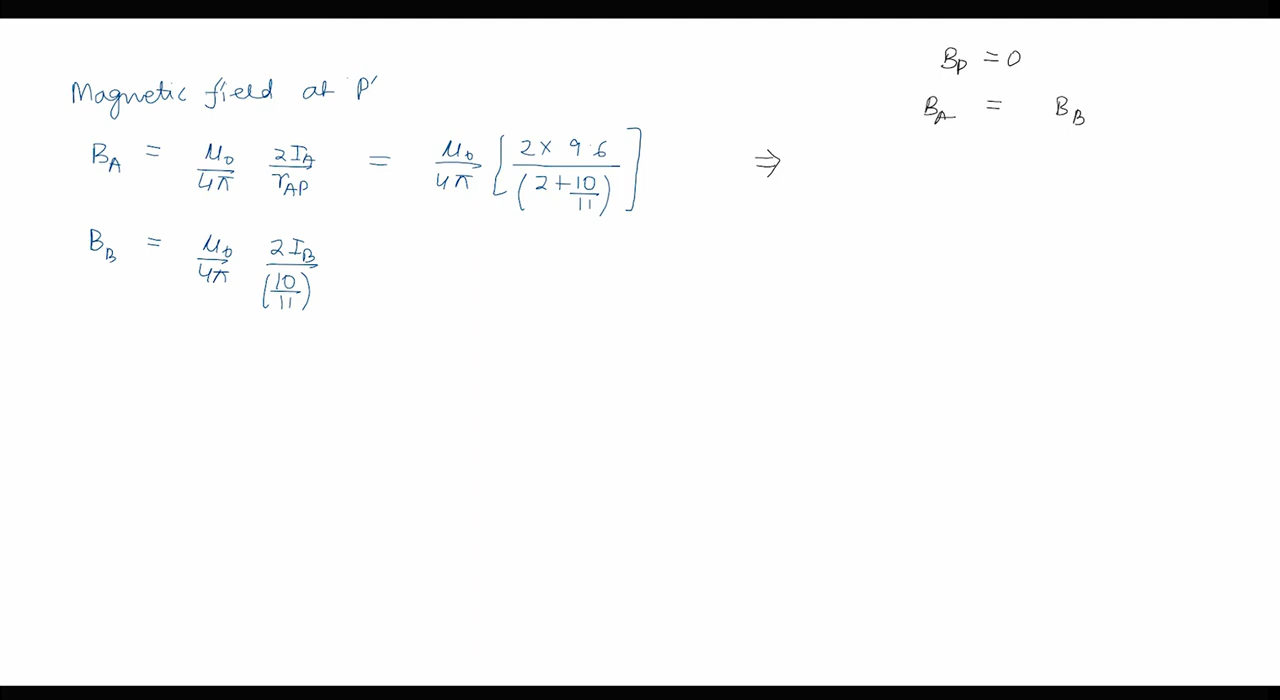 Magnetic field at P'
B_A = μ₀/4π 2I_A/r_AP = μ₀/4π [2 × 9.6/(2+10/11)] ⇒
B_B = μ₀/4π 2I_B/(10/11)
B_P = 0
B_A = B_B